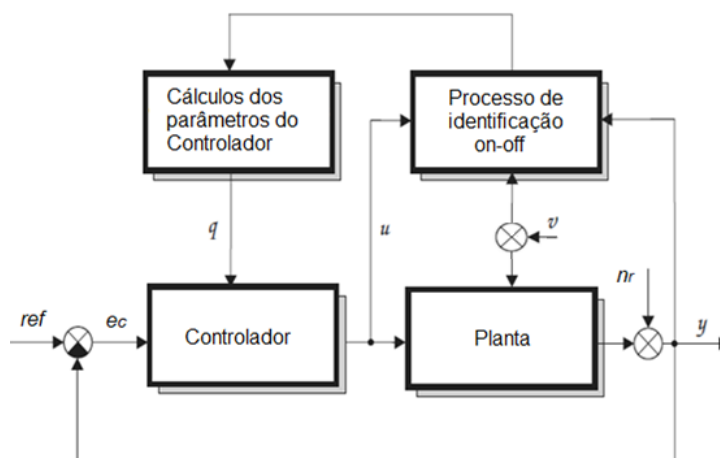 Cálculos dos
parâmetros do
Controlador
Processo de
identificação
on-off
q
u
v
nr
ref
ec
Controlador
Planta
y